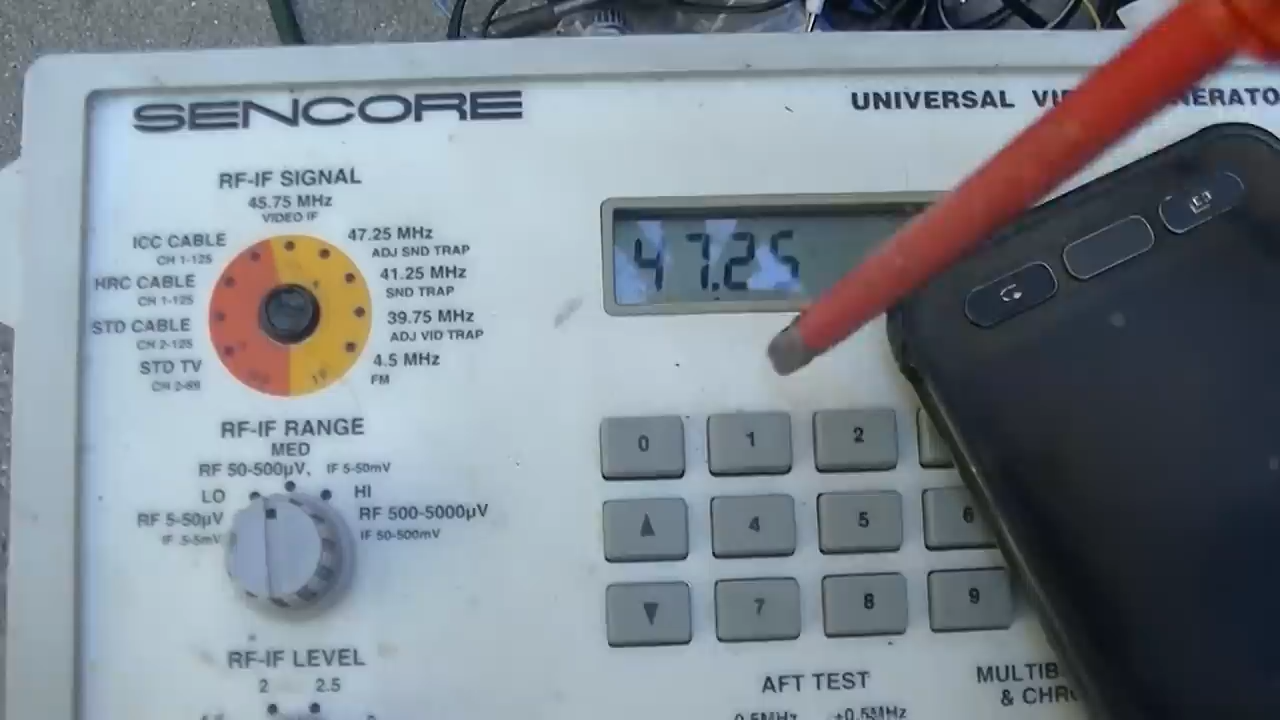 SENCORE
UNIVERSAL
RF-IF SIGNAL
45.75 MHz
VIDEO IF
47.25 MHz
ADJ SND TRAP
41.25 MHz
SND TRAP
39.75 MHz
ADJ VID TRAP
4.5 MHz
FM
ICC CABLE
CH 1-125
HRC CABLE
CH 1-125
STD CABLE
CH 2-125
STD TV
CH 2-69
IF
47.25
RF-IF RANGE
MED
RF 50-500µV, IF 5-50mV
LO
RF 5-50µV
IF .5-5mV
HI
RF 500-5000µV
IF 50-500mV
0 1 2
▲ 4 5 6
▼ 7 8 9
RF-IF LEVEL
2 2.5
AFT TEST
+0.5MHz
& CHR